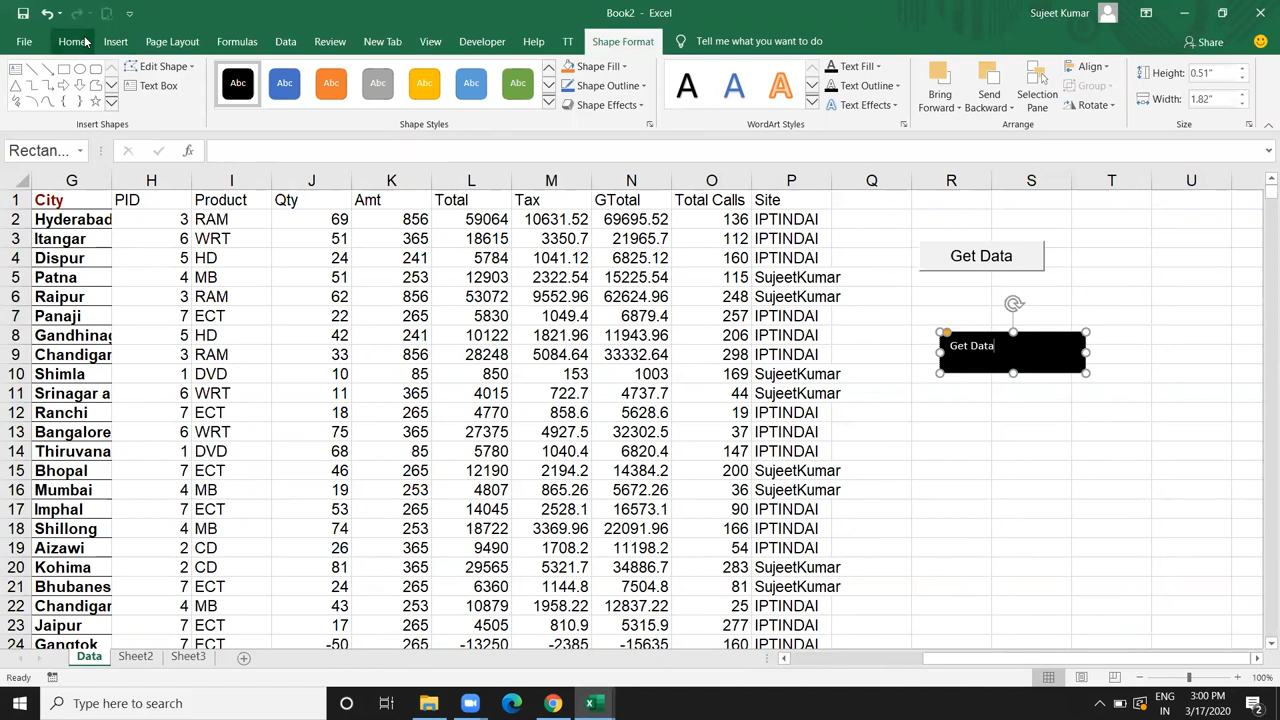 Book2 - Excel
Sujeet Kumar
File Home Insert Page Layout Formulas Data Review New Tab View Developer Help TT Shape Format Tell me what you want to do Share
Edit Shape
Text Box
Insert Shapes
Abc Abc Abc Abc Abc Abc Abc
Shape Fill
Shape Outline
Shape Effects
Shape Styles
A A A
Text Fill
Text Outline
Text Effects
WordArt Styles
Bring Forward
Send Backward
Selection Pane
Align
Group
Rotate
Arrange
Height: 0.51"
Width: 1.82"
Size
Rectan... fx
G H I J K L M N O P Q R S T U
1 City PID Product Qty Amt Total Tax GTotal Total Calls Site
2 Hyderabad 3 RAM 69 856 59064 10631.52 69695.52 136 IPTINDAI
3 Itangar 6 WRT 51 365 18615 3350.7 21965.7 112 IPTINDAI
4 Dispur 5 HD 24 241 5784 1041.12 6825.12 160 IPTINDAI
5 Patna 4 MB 51 253 12903 2322.54 15225.54 115 SujeetKumar
6 Raipur 3 RAM 62 856 53072 9552.96 62624.96 248 SujeetKumar
7 Panaji 7 ECT 22 265 5830 1049.4 6879.4 257 IPTINDAI
8 Gandhinag 5 HD 42 241 10122 1821.96 11943.96 206 IPTINDAI
9 Chandigar 3 RAM 33 856 28248 5084.64 33332.64 298 IPTINDAI
10 Shimla 1 DVD 10 85 850 153 1003 169 SujeetKumar
11 Srinagar a 6 WRT 11 365 4015 722.7 4737.7 44 SujeetKumar
12 Ranchi 7 ECT 18 265 4770 858.6 5628.6 19 IPTINDAI
13 Bangalore 6 WRT 75 365 27375 4927.5 32302.5 37 IPTINDAI
14 Thiruvana 1 DVD 68 85 5780 1040.4 6820.4 147 IPTINDAI
15 Bhopal 7 ECT 46 265 12190 2194.2 14384.2 200 SujeetKumar
16 Mumbai 4 MB 19 253 4807 865.26 5672.26 36 SujeetKumar
17 Imphal 7 ECT 53 265 14045 2528.1 16573.1 90 IPTINDAI
18 Shillong 4 MB 74 253 18722 3369.96 22091.96 166 IPTINDAI
19 Aizawi 2 CD 26 365 9490 1708.2 11198.2 54 IPTINDAI
20 Kohima 2 CD 81 365 29565 5321.7 34886.7 283 SujeetKumar
21 Bhubanes 7 ECT 24 265 6360 1144.8 7504.8 81 SujeetKumar
22 Chandigar 4 MB 43 253 10879 1958.22 12837.22 25 IPTINDAI
23 Jaipur 7 ECT 17 265 4505 810.9 5315.9 277 IPTINDAI
24 Gangtok 7 ECT -50 265 -13250 -2385 -15635 160 IPTINDAI
Get Data
Get Data
Data Sheet2 Sheet3
Ready
100%
Type here to search
ENG
IN
3:00 PM
3/17/2020
2